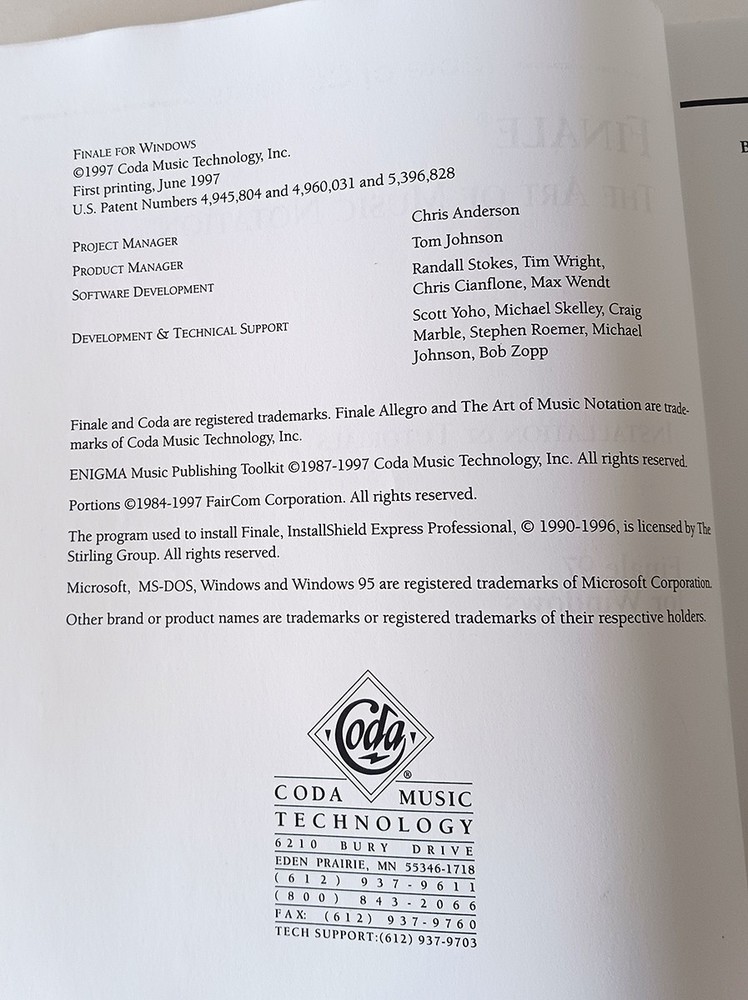 FINALE FOR WINDOWS
©1997 Coda Music Technology, Inc.
First printing, June 1997
U.S. Patent Numbers 4,945,804 and 4,960,031 and 5,396,828
PROJECT MANAGER Chris Anderson
PRODUCT MANAGER Tom Johnson
SOFTWARE DEVELOPMENT Randall Stokes, Tim Wright,
Chris Cianflone, Max Wendt
DEVELOPMENT & TECHNICAL SUPPORT Scott Yoho, Michael Skelley, Craig
Marble, Stephen Roemer, Michael
Johnson, Bob Zopp
Finale and Coda are registered trademarks. Finale Allegro and The Art of Music Notation are trade-
marks of Coda Music Technology, Inc.
ENIGMA Music Publishing Toolkit ©1987-1997 Coda Music Technology, Inc. All rights reserved.
Portions ©1984-1997 FairCom Corporation. All rights reserved.
The program used to install Finale, InstallShield Express Professional, © 1990-1996, is licensed by The
Stirling Group. All rights reserved.
Microsoft, MS-DOS, Windows and Windows 95 are registered trademarks of Microsoft Corporation.
Other brand or product names are trademarks or registered trademarks of their respective holders.
Coda ®
CODA MUSIC
TECHNOLOGY
6210 BURY DRIVE
EDEN PRAIRIE, MN 55346-1718
(612) 937-9611
(800) 843-2066
FAX: (612) 937-9760
TECH SUPPORT:(612) 937-9703